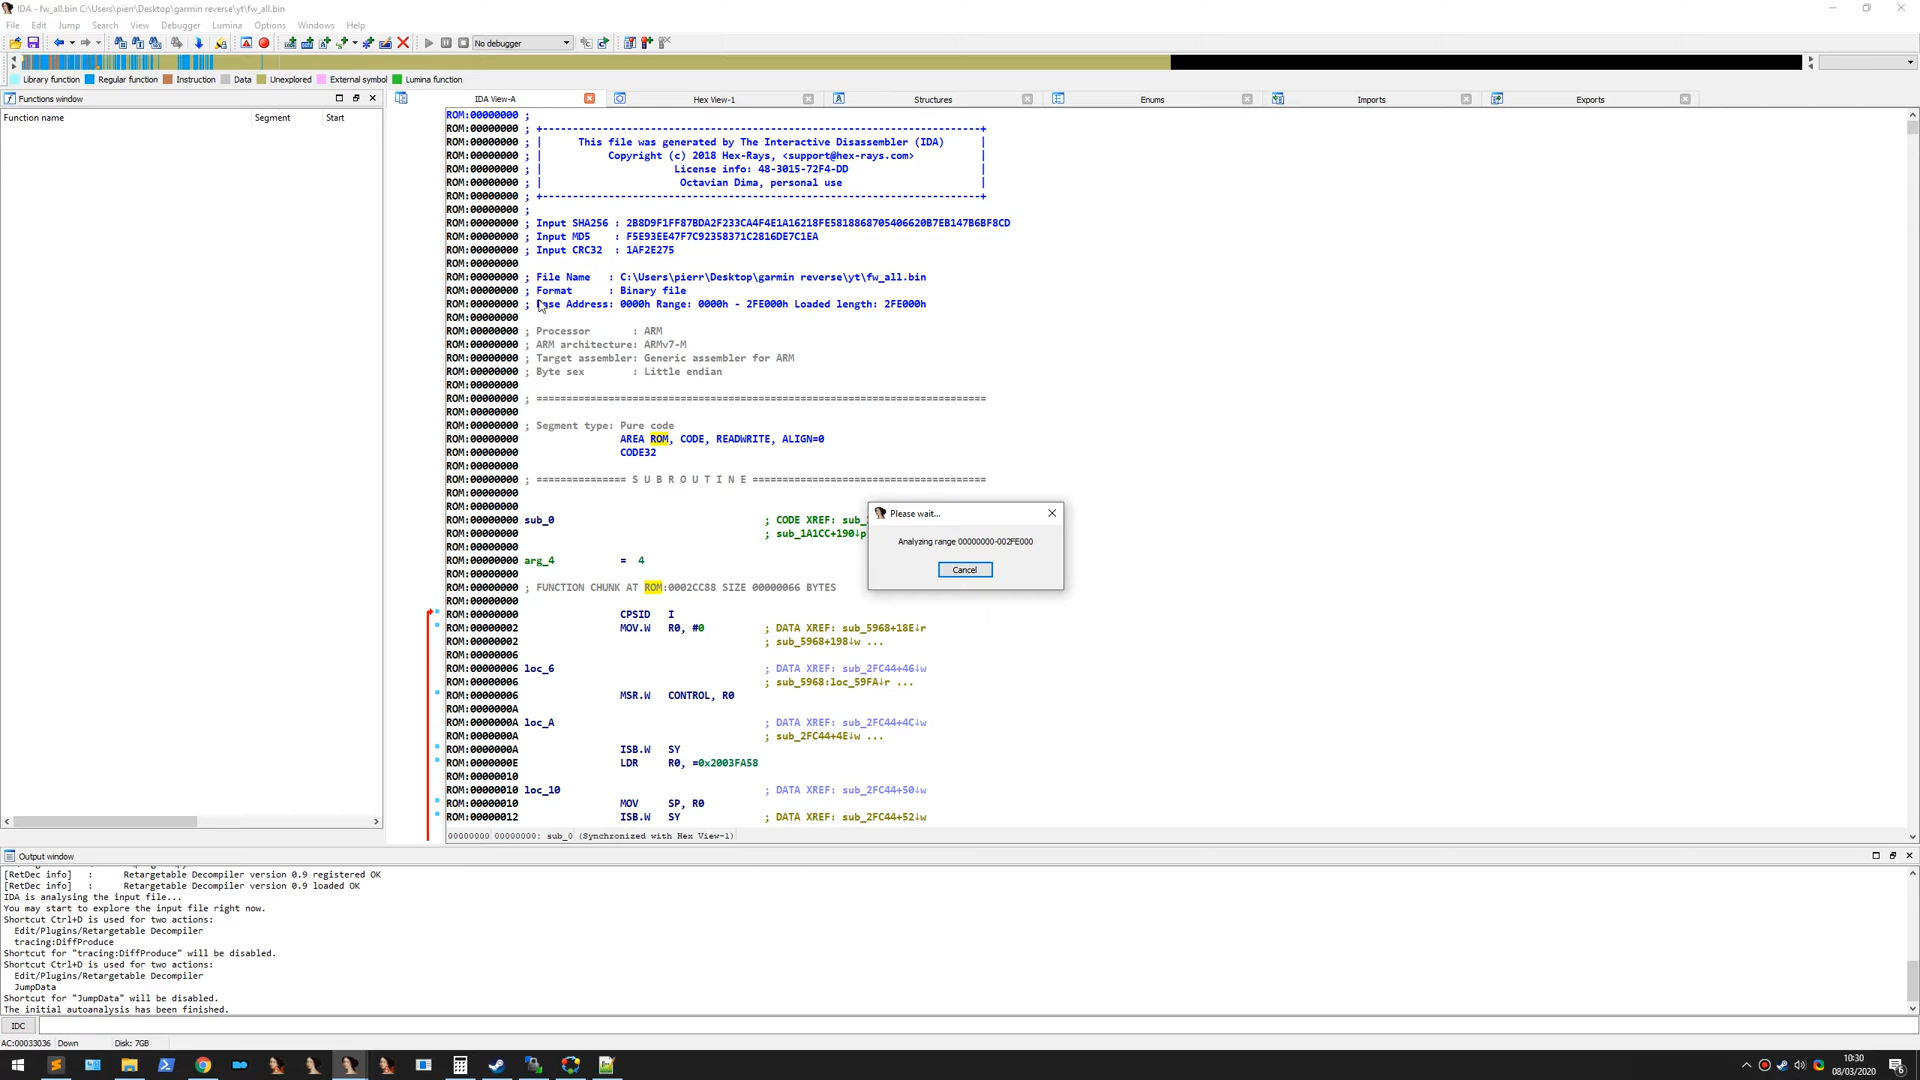 IDA - fw_all.bin C:\Users\pierr\Desktop\garmin reverse\yt\fw_all.bin
File Edit Jump Search View Debugger Lumina Options Windows Help
No debugger
Library function Regular function Instruction Data Unexplored External symbol Lumina function
Functions window
Function name Segment Start
IDA View-A Hex View-1 Structures Enums Imports Exports
ROM:00000000 ;
ROM:00000000 ; +-------------------------------------------------------------------------+
ROM:00000000 ; | This file was generated by The Interactive Disassembler (IDA) |
ROM:00000000 ; | Copyright (c) 2018 Hex-Rays, <support@hex-rays.com> |
ROM:00000000 ; | License info: 48-3015-72F4-DD |
ROM:00000000 ; | Octavian Dima, personal use |
ROM:00000000 ; +-------------------------------------------------------------------------+
ROM:00000000 ;
ROM:00000000 ; Input SHA256 : 2B8D9F1FF87BDA2F233CA4F4E1A16218FE5818868705406620B7EB147B6BF8CD
ROM:00000000 ; Input MD5 : F5E93EE47F7C92358371C2816DE7C1EA
ROM:00000000 ; Input CRC32 : 1AF2E275
ROM:00000000
ROM:00000000 ; File Name : C:\Users\pierr\Desktop\garmin reverse\yt\fw_all.bin
ROM:00000000 ; Format : Binary file
ROM:00000000 ; Base Address: 0000h Range: 0000h - 2FE000h Loaded length: 2FE000h
ROM:00000000
ROM:00000000 ; Processor : ARM
ROM:00000000 ; ARM architecture: ARMv7-M
ROM:00000000 ; Target assembler: Generic assembler for ARM
ROM:00000000 ; Byte sex : Little endian
ROM:00000000
ROM:00000000 ; ===========================================================================
ROM:00000000
ROM:00000000 ; Segment type: Pure code
ROM:00000000 AREA ROM, CODE, READWRITE, ALIGN=0
ROM:00000000 CODE32
ROM:00000000
ROM:00000000 ; =============== S U B R O U T I N E =======================================
ROM:00000000
ROM:00000000
ROM:00000000 sub_0 ; CODE XREF: sub_
ROM:00000000 ; sub_1A1CC+190↓p
ROM:00000000
ROM:00000000 arg_4 = 4
ROM:00000000
ROM:00000000 ; FUNCTION CHUNK AT ROM:0002CC88 SIZE 00000066 BYTES
ROM:00000000
ROM:00000000 CPSID I
ROM:00000002 MOV.W R0, #0 ; DATA XREF: sub_5968+18E↓r
ROM:00000002 ; sub_5968+198↓w ...
ROM:00000006
ROM:00000006 loc_6 ; DATA XREF: sub_2FC44+46↓w
ROM:00000006 ; sub_5968:loc_59FA↓r ...
ROM:00000006 MSR.W CONTROL, R0
ROM:0000000A
ROM:0000000A loc_A ; DATA XREF: sub_2FC44+4C↓w
ROM:0000000A ; sub_2FC44+4E↓w ...
ROM:0000000A ISB.W SY
ROM:0000000E LDR R0, =0x2003FA58
ROM:00000010
ROM:00000010 loc_10 ; DATA XREF: sub_2FC44+50↓w
ROM:00000010 MOV SP, R0
ROM:00000012 ISB.W SY ; DATA XREF: sub_2FC44+52↓w
00000000 00000000: sub_0 (Synchronized with Hex View-1)
Please wait...
Analyzing range 00000000-002FE000
Cancel
Output window
[RetDec info] : Retargetable Decompiler version 0.9 registered OK
[RetDec info] : Retargetable Decompiler version 0.9 loaded OK
IDA is analysing the input file...
You may start to explore the input file right now.
Shortcut Ctrl+D is used for two actions:
Edit/Plugins/Retargetable Decompiler
tracing:DiffProduce
Shortcut for "tracing:DiffProduce" will be disabled.
Shortcut Ctrl+D is used for two actions:
Edit/Plugins/Retargetable Decompiler
JumpData
Shortcut for "JumpData" will be disabled.
The initial autoanalysis has been finished.
IDC
AC:00033036 Down Disk: 7GB
10:30
08/03/2020